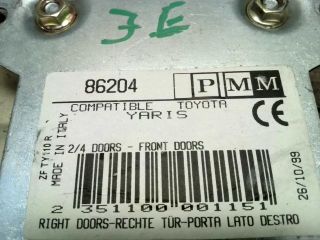 3E
86204
PMM
COMPATIBLE TOYOTA
YARIS
CE
2/4 DOORS - FRONT DOORS
ZF TY110 R
MADE IN ITALY
2
26/10/99
351100 001151
RIGHT DOORS-RECHTE TÜR-PORTA LATO DESTRO